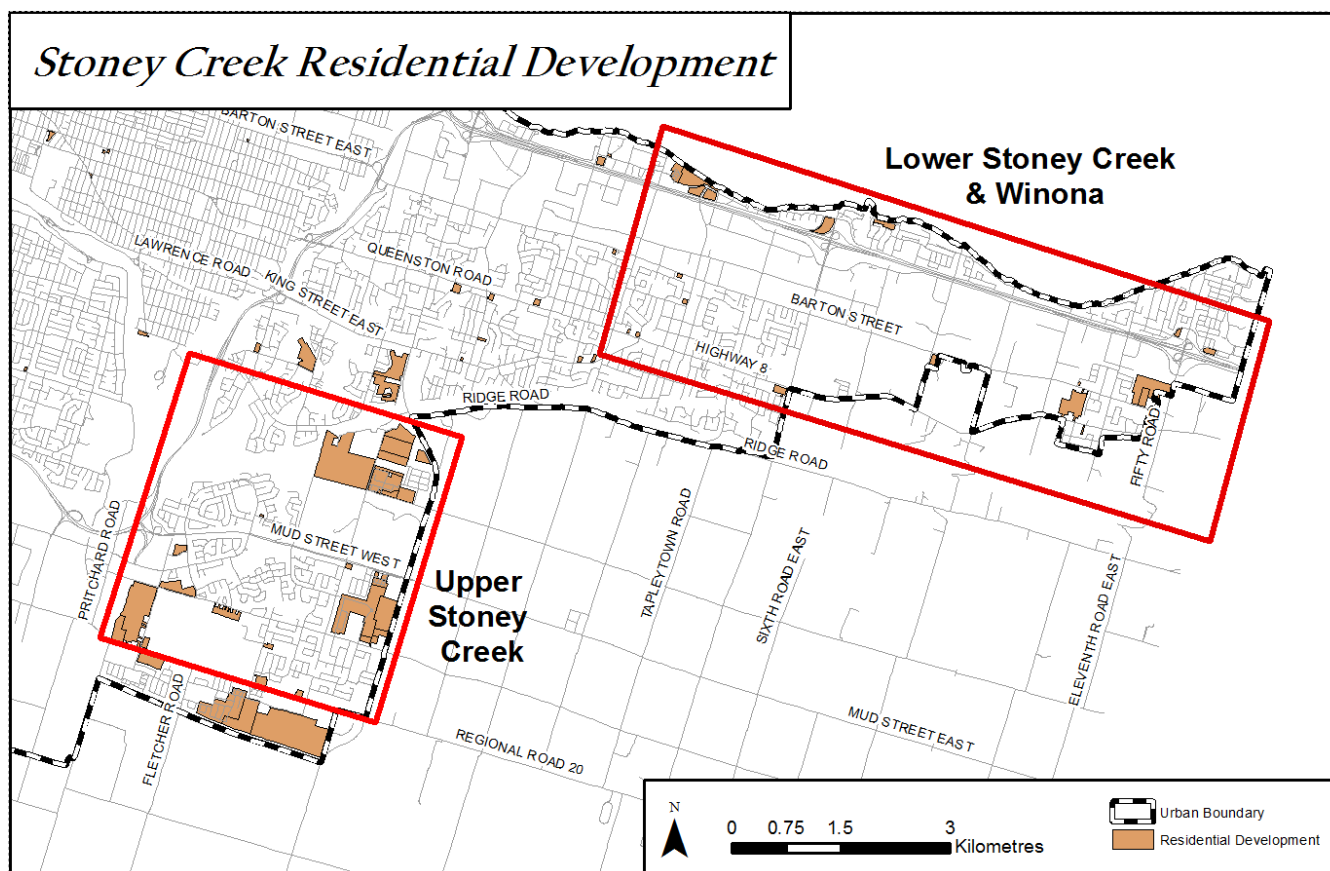 Stoney Creek Residential Development
BARTON STREET EAST
Lower Stoney Creek
& Winona
LAWRENCE ROAD
KING STREET EAST
QUEENSTON ROAD
BARTON STREET
HIGHWAY 8
RIDGE ROAD
RIDGE ROAD
FIFTY ROAD
PRITCHARD ROAD
MUD STREET WEST
Upper
Stoney
Creek
TAPLEYTOWN ROAD
SIXTH ROAD EAST
ELEVENTH ROAD EAST
FLETCHER ROAD
MUD STREET EAST
REGIONAL ROAD 20
N
0 0.75 1.5 3
Kilometres
Urban Boundary
Residential Development